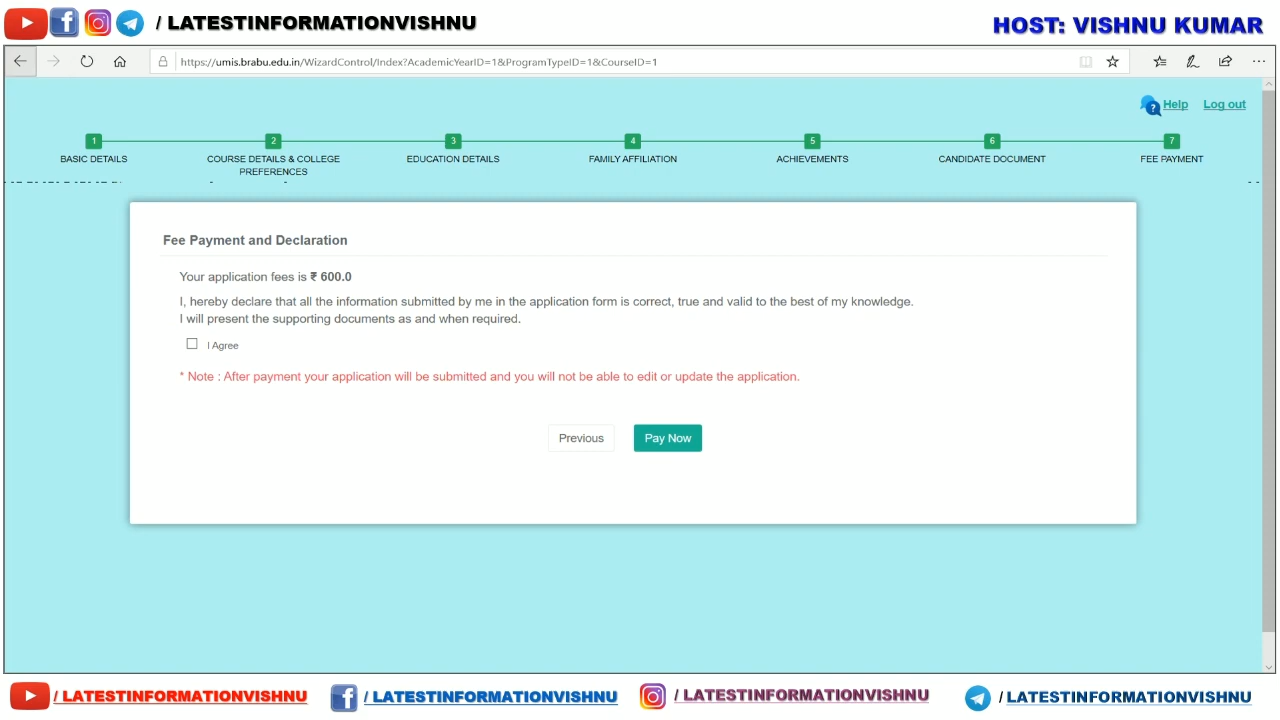 / LATESTINFORMATIONVISHNU
HOST: VISHNU KUMAR
https://umis.brabu.edu.in/WizardControl/Index?AcademicYearID=1&ProgramTypeID=1&CourseID=1
Help Log out
1 2 3 4 5 6 7
BASIC DETAILS
COURSE DETAILS & COLLEGE
PREFERENCES
EDUCATION DETAILS
FAMILY AFFILIATION
ACHIEVEMENTS
CANDIDATE DOCUMENT
FEE PAYMENT
Fee Payment and Declaration
Your application fees is ₹ 600.0
I, hereby declare that all the information submitted by me in the application form is correct, true and valid to the best of my knowledge.
I will present the supporting documents as and when required.
I Agree
* Note : After payment your application will be submitted and you will not be able to edit or update the application.
Previous Pay Now
/ LATESTINFORMATIONVISHNU / LATESTINFORMATIONVISHNU / LATESTINFORMATIONVISHNU / LATESTINFORMATIONVISHNU